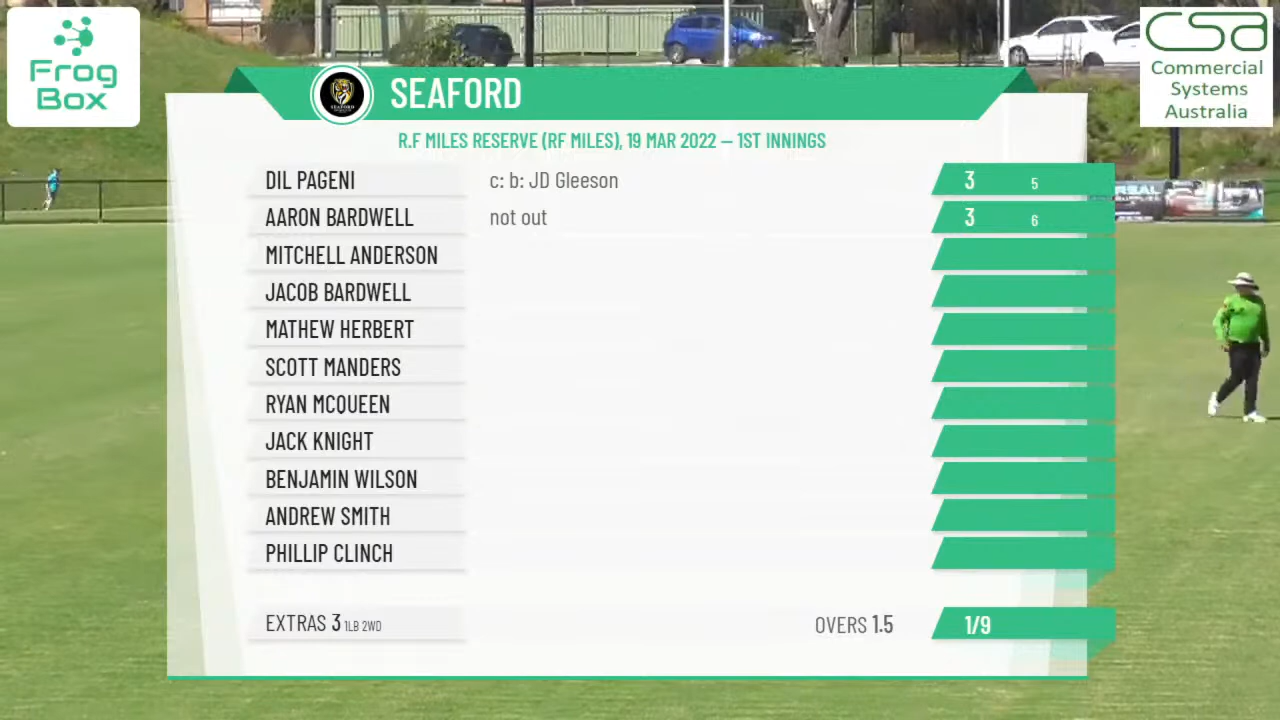 Frog
Box
CSA
Commercial
Systems
Australia
SEAFORD
SEAFORD
R.F MILES RESERVE (RF MILES), 19 MAR 2022 – 1ST INNINGS
DIL PAGENI c: b: JD Gleeson 3 5
AARON BARDWELL not out 3 6
MITCHELL ANDERSON
JACOB BARDWELL
MATHEW HERBERT
SCOTT MANDERS
RYAN MCQUEEN
JACK KNIGHT
BENJAMIN WILSON
ANDREW SMITH
PHILLIP CLINCH
EXTRAS 3 1LB 2WD OVERS 1.5 1/9